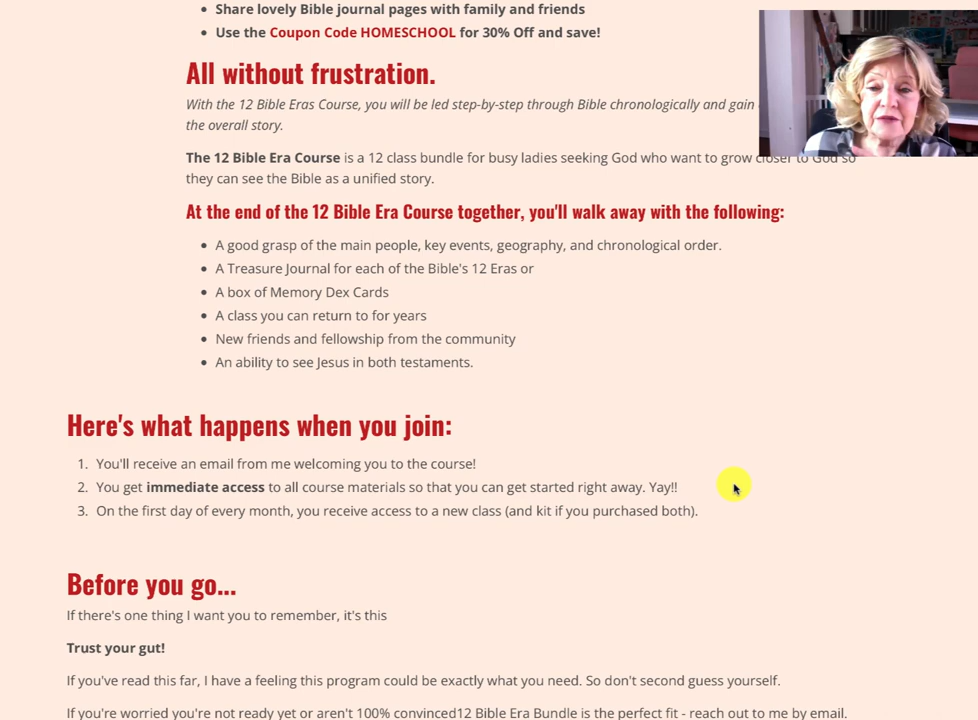 Share lovely Bible journal pages with family and friends
Use the Coupon Code HOMESCHOOL for 30% Off and save!
All without frustration.
With the 12 Bible Eras Course, you will be led step-by-step through Bible chronologically and gain
the overall story.
The 12 Bible Era Course is a 12 class bundle for busy ladies seeking God who want to grow closer to God so
they can see the Bible as a unified story.
At the end of the 12 Bible Era Course together, you'll walk away with the following:
A good grasp of the main people, key events, geography, and chronological order.
A Treasure Journal for each of the Bible's 12 Eras or
A box of Memory Dex Cards
A class you can return to for years
New friends and fellowship from the community
An ability to see Jesus in both testaments.
Here's what happens when you join:
1. You'll receive an email from me welcoming you to the course!
2. You get immediate access to all course materials so that you can get started right away. Yay!!
3. On the first day of every month, you receive access to a new class (and kit if you purchased both).
Before you go...
If there's one thing I want you to remember, it's this
Trust your gut!
If you've read this far, I have a feeling this program could be exactly what you need. So don't second guess yourself.
If you're worried you're not ready yet or aren't 100% convinced12 Bible Era Bundle is the perfect fit - reach out to me by email.